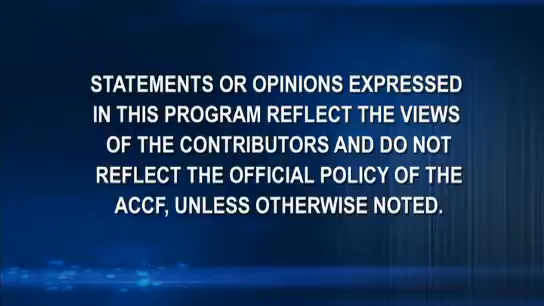 STATEMENTS OR OPINIONS EXPRESSED
IN THIS PROGRAM REFLECT THE VIEWS
OF THE CONTRIBUTORS AND DO NOT
REFLECT THE OFFICIAL POLICY OF THE
ACCF, UNLESS OTHERWISE NOTED.